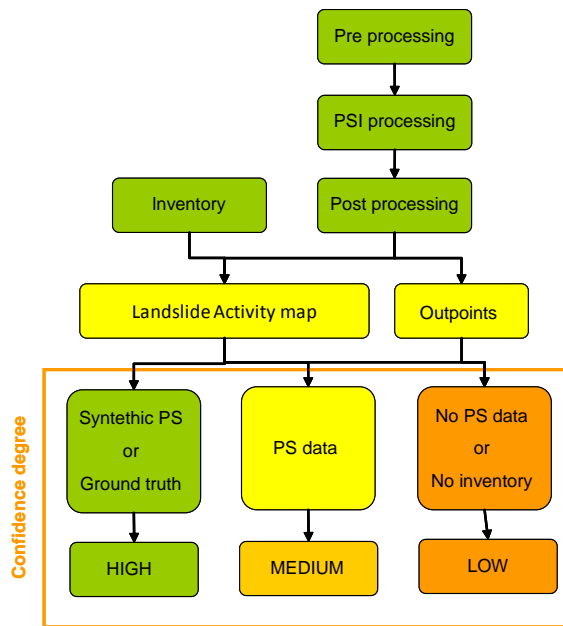 Pre processing
PSI processing
Inventory
Post processing
Landslide Activity map
Outpoints
Confidence degree
Syntethic PS
or
Ground truth
PS data
No PS data
or
No inventory
HIGH
MEDIUM
LOW